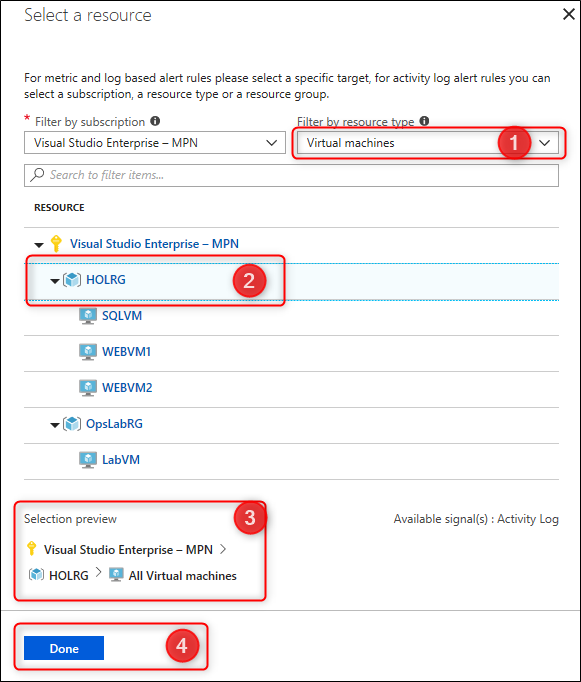 Select a resource
For metric and log based alert rules please select a specific target, for activity log alert rules you can
select a subscription, a resource type or a resource group.
* Filter by subscription
Filter by resource type
Visual Studio Enterprise – MPN
Virtual machines
1
Search to filter items...
RESOURCE
Visual Studio Enterprise – MPN
HOLRG
2
SQLVM
WEBVM1
WEBVM2
OpsLabRG
LabVM
Selection preview
3
Available signal(s) : Activity Log
Visual Studio Enterprise – MPN >
HOLRG > All Virtual machines
Done
4